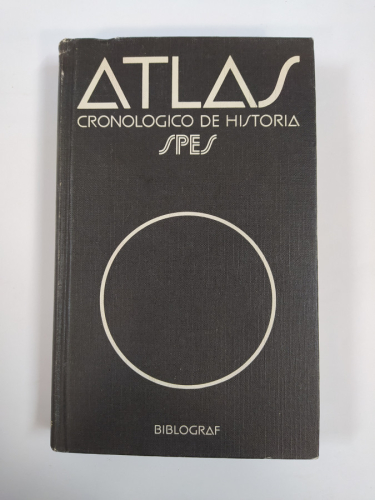 ATLAS
CRONOLOGICO DE HISTORIA
SPES
BIBLOGRAF